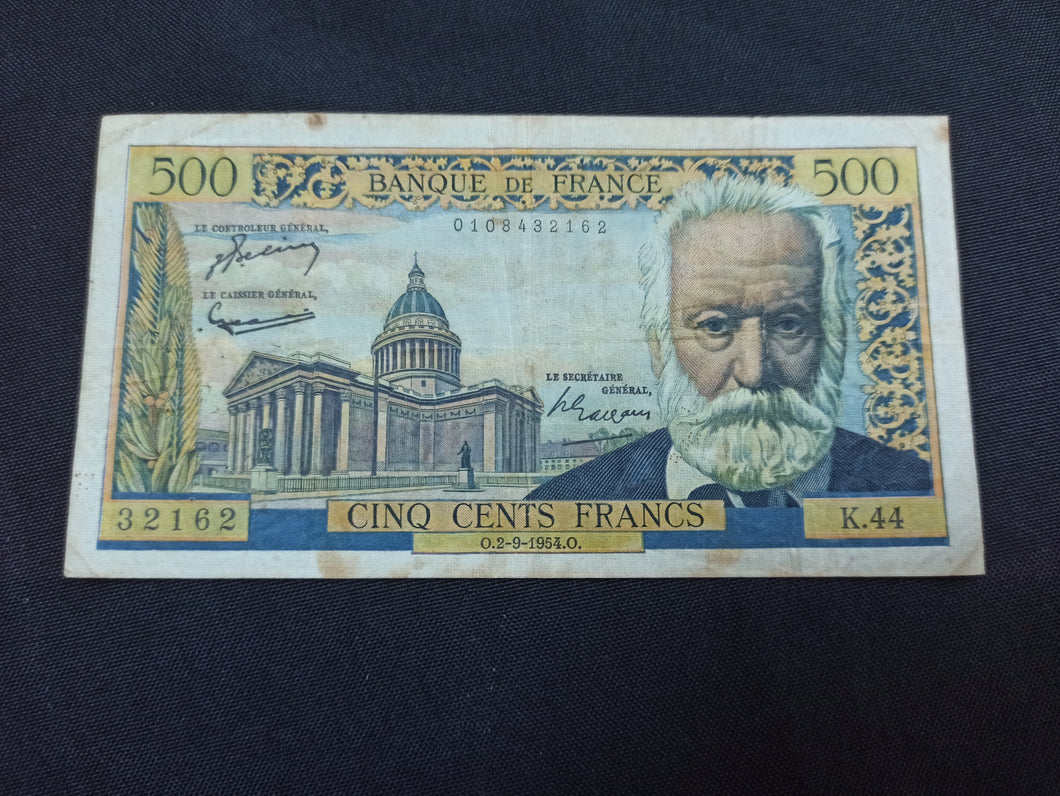 500 BANQUE DE FRANCE 500
0108432162
LE CONTROLEUR GÉNÉRAL,
LE CAISSIER GÉNÉRAL,
LE SECRÉTAIRE
GÉNÉRAL,
32162 CINQ CENTS FRANCS K.44
O.2-9-1954.O.